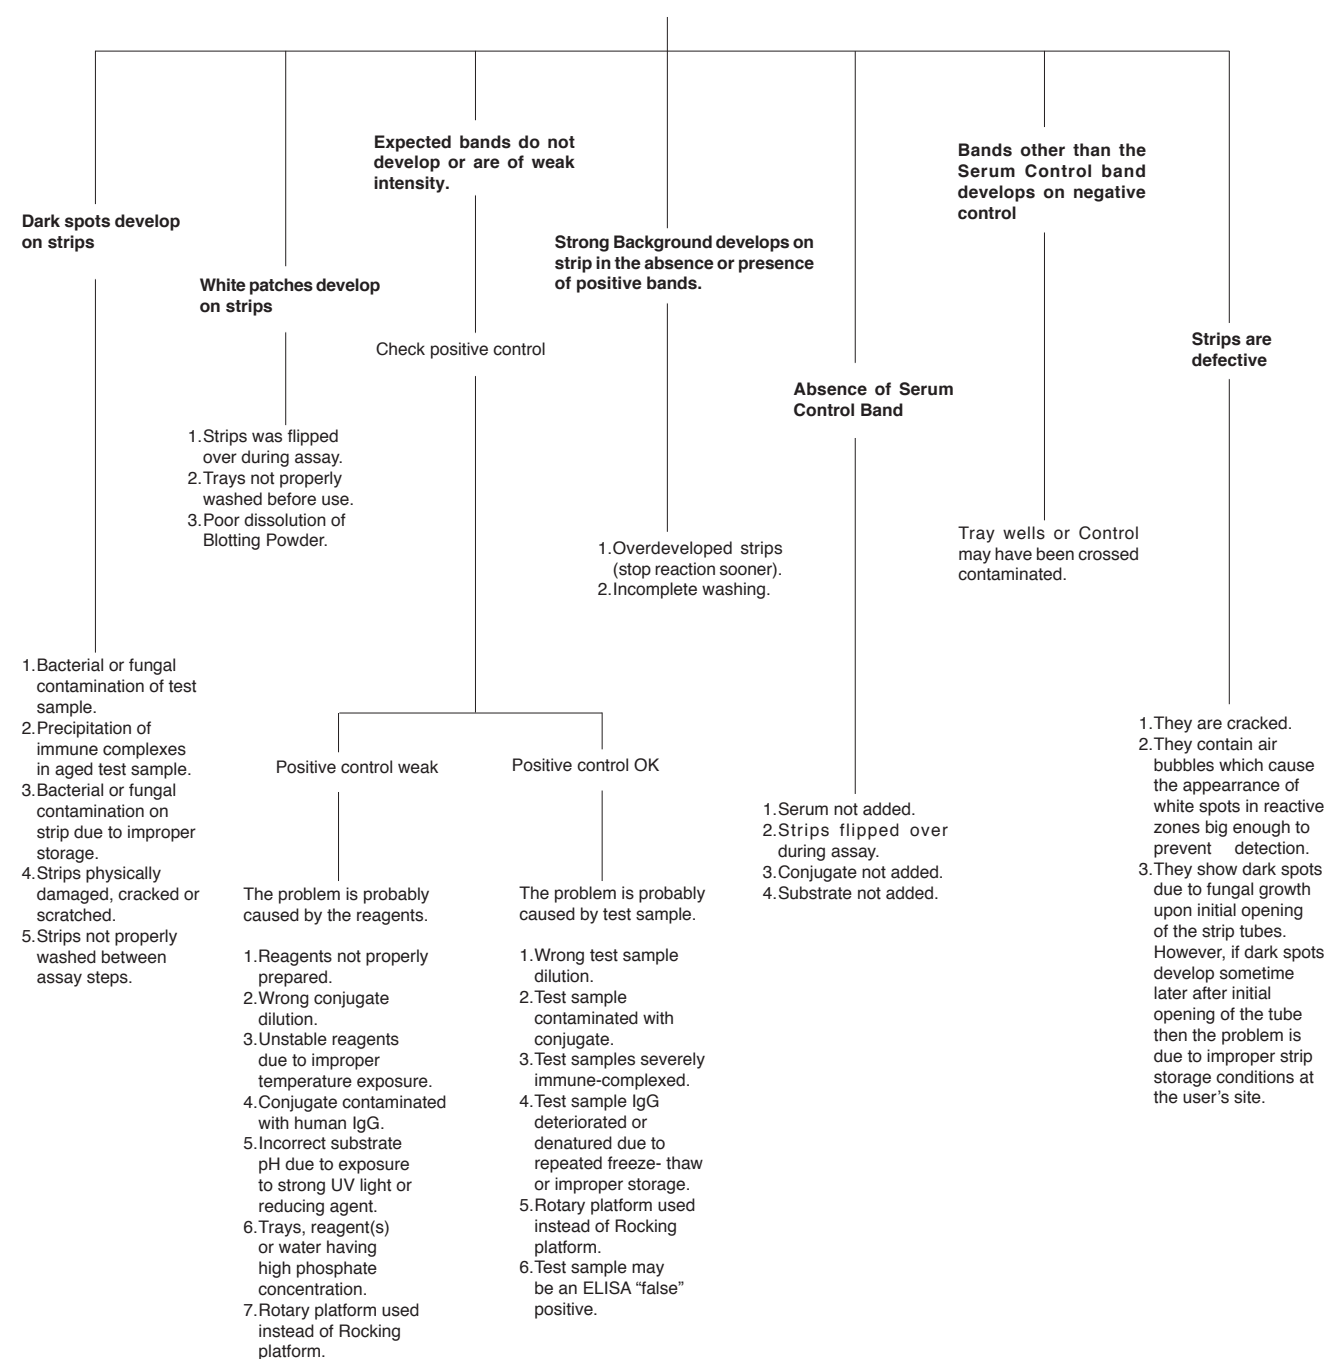 Dark spots develop
on strips
1.Bacterial or fungal
contamination of test
sample.
2.Precipitation of
immune complexes
in aged test sample.
3.Bacterial or fungal
contamination on
strip due to improper
storage.
4.Strips physically
damaged, cracked or
scratched.
5.Strips not properly
washed between
assay steps.
White patches develop
on strips
1.Strips was flipped
over during assay.
2.Trays not properly
washed before use.
3.Poor dissolution of
Blotting Powder.
Expected bands do not
develop or are of weak
intensity.
Check positive control
Positive control weak
The problem is probably
caused by the reagents.
1.Reagents not properly
prepared.
2.Wrong conjugate
dilution.
3.Unstable reagents
due to improper
temperature exposure.
4.Conjugate contaminated
with human IgG.
5.Incorrect substrate
pH due to exposure
to strong UV light or
reducing agent.
6.Trays, reagent(s)
or water having
high phosphate
concentration.
7.Rotary platform used
instead of Rocking
platform.
Positive control OK
The problem is probably
caused by test sample.
1.Wrong test sample
dilution.
2.Test sample
contaminated with
conjugate.
3.Test samples severely
immune-complexed.
4.Test sample IgG
deteriorated or
denatured due to
repeated freeze- thaw
or improper storage.
5.Rotary platform used
instead of Rocking
platform.
6.Test sample may
be an ELISA “false”
positive.
Strong Background develops on
strip in the absence or presence
of positive bands.
1.Overdeveloped strips
(stop reaction sooner).
2.Incomplete washing.
Absence of Serum
Control Band
1.Serum not added.
2.Strips flipped over
during assay.
3.Conjugate not added.
4.Substrate not added.
Bands other than the
Serum Control band
develops on negative
control
Tray wells or Control
may have been crossed
contaminated.
Strips are
defective
1.They are cracked.
2.They contain air
bubbles which cause
the appearrance of
white spots in reactive
zones big enough to
prevent detection.
3.They show dark spots
due to fungal growth
upon initial opening
of the strip tubes.
However, if dark spots
develop sometime
later after initial
opening of the tube
then the problem is
due to improper strip
storage conditions at
the user’s site.